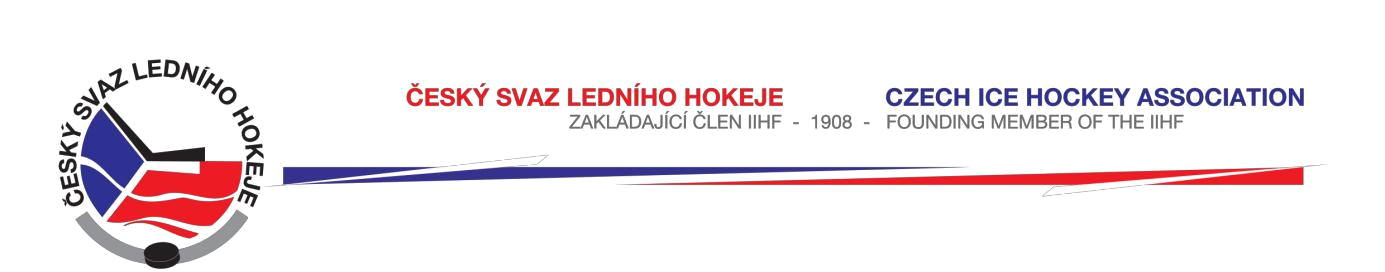 ČESKÝ SVAZ LEDNÍHO HOKEJE
ČESKÝ SVAZ LEDNÍHO HOKEJE CZECH ICE HOCKEY ASSOCIATION
ZAKLÁDAJÍCÍ ČLEN IIHF - 1908 - FOUNDING MEMBER OF THE IIHF